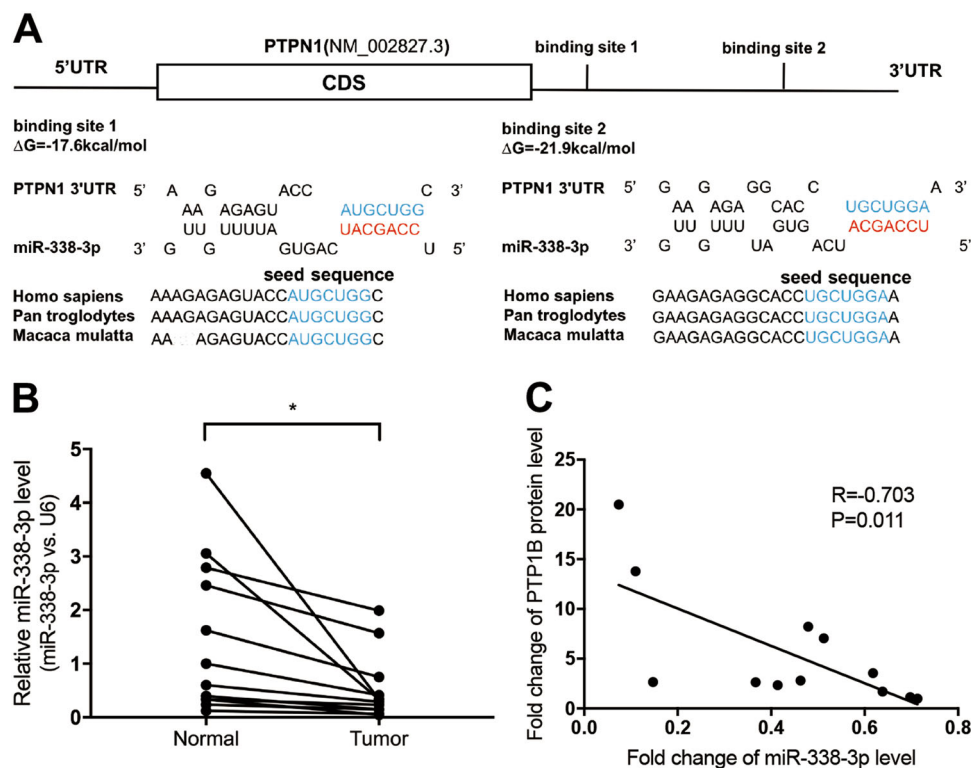 A
PTPN1(NM_002827.3)
binding site 1
binding site 2
5'UTR
CDS
3'UTR
binding site 1
ΔG=-17.6kcal/mol
PTPN1 3'UTR 5' A G ACC C 3'
AA AGAGU AUGCUGG
UU UUUUA UACGACC
miR-338-3p 3' G G GUGAC U 5'
seed sequence
Homo sapiens AAAGAGAGUACCAUGCUGGC
Pan troglodytes AAAGAGAGUACCAUGCUGGC
Macaca mulatta AA AGAGUACCAUGCUGGC
binding site 2
ΔG=-21.9kcal/mol
PTPN1 3'UTR 5' G G GG C A 3'
AA AGA CAC UGCUGGA
UU UUU GUG ACGACCU
miR-338-3p 3' G G UA ACU 5'
seed sequence
Homo sapiens GAAGAGAGGCACCUGCUGGAA
Pan troglodytes GAAGAGAGGCACCUGCUGGAA
Macaca mulatta GAAGAGAGGCACCUGCUGGAA
B
*
Relative miR-338-3p level
(miR-338-3p vs. U6)
5
4
3
2
1
0
Normal
Tumor
C
Fold change of PTP1B protein level
25
20
15
10
5
0
R=-0.703
P=0.011
0.0
0.2
0.4
0.6
0.8
Fold change of miR-338-3p level